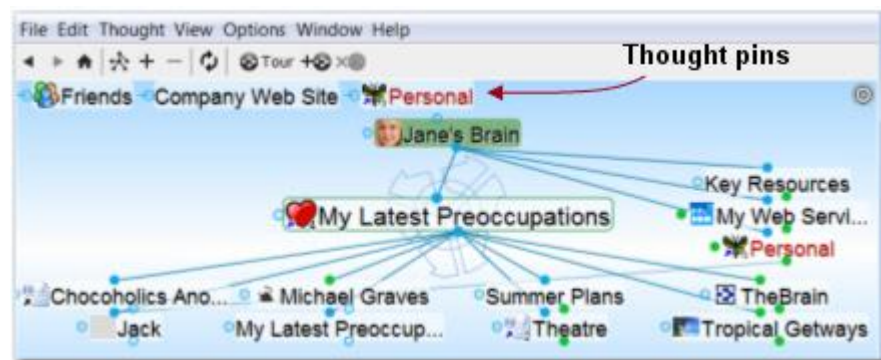 File Edit Thought View Options Window Help
Tour
Thought pins
Friends Company Web Site Personal
Jane's Brain
Key Resources
My Latest Preoccupations
My Web Servi...
Personal
Chocoholics Ano... Michael Graves Summer Plans TheBrain
Jack My Latest Preoccup... Theatre Tropical Getways